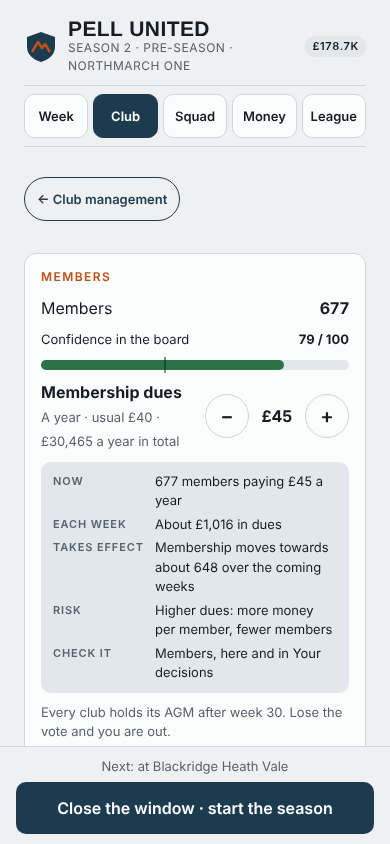 PELL UNITED
SEASON 2 · PRE-SEASON ·
NORTHMARCH ONE
£178.7K
Week
Club
Squad
Money
League
← Club management
MEMBERS
Members
677
Confidence in the board
79 / 100
Membership dues
A year · usual £40 ·
£30,465 a year in total
−
£45
+
NOW
677 members paying £45 a
year
EACH WEEK
About £1,016 in dues
TAKES EFFECT
Membership moves towards
about 648 over the coming
weeks
RISK
Higher dues: more money
per member, fewer members
CHECK IT
Members, here and in Your
decisions
Every club holds its AGM after week 30. Lose the
vote and you are out.
Next: at Blackridge Heath Vale
Close the window · start the season